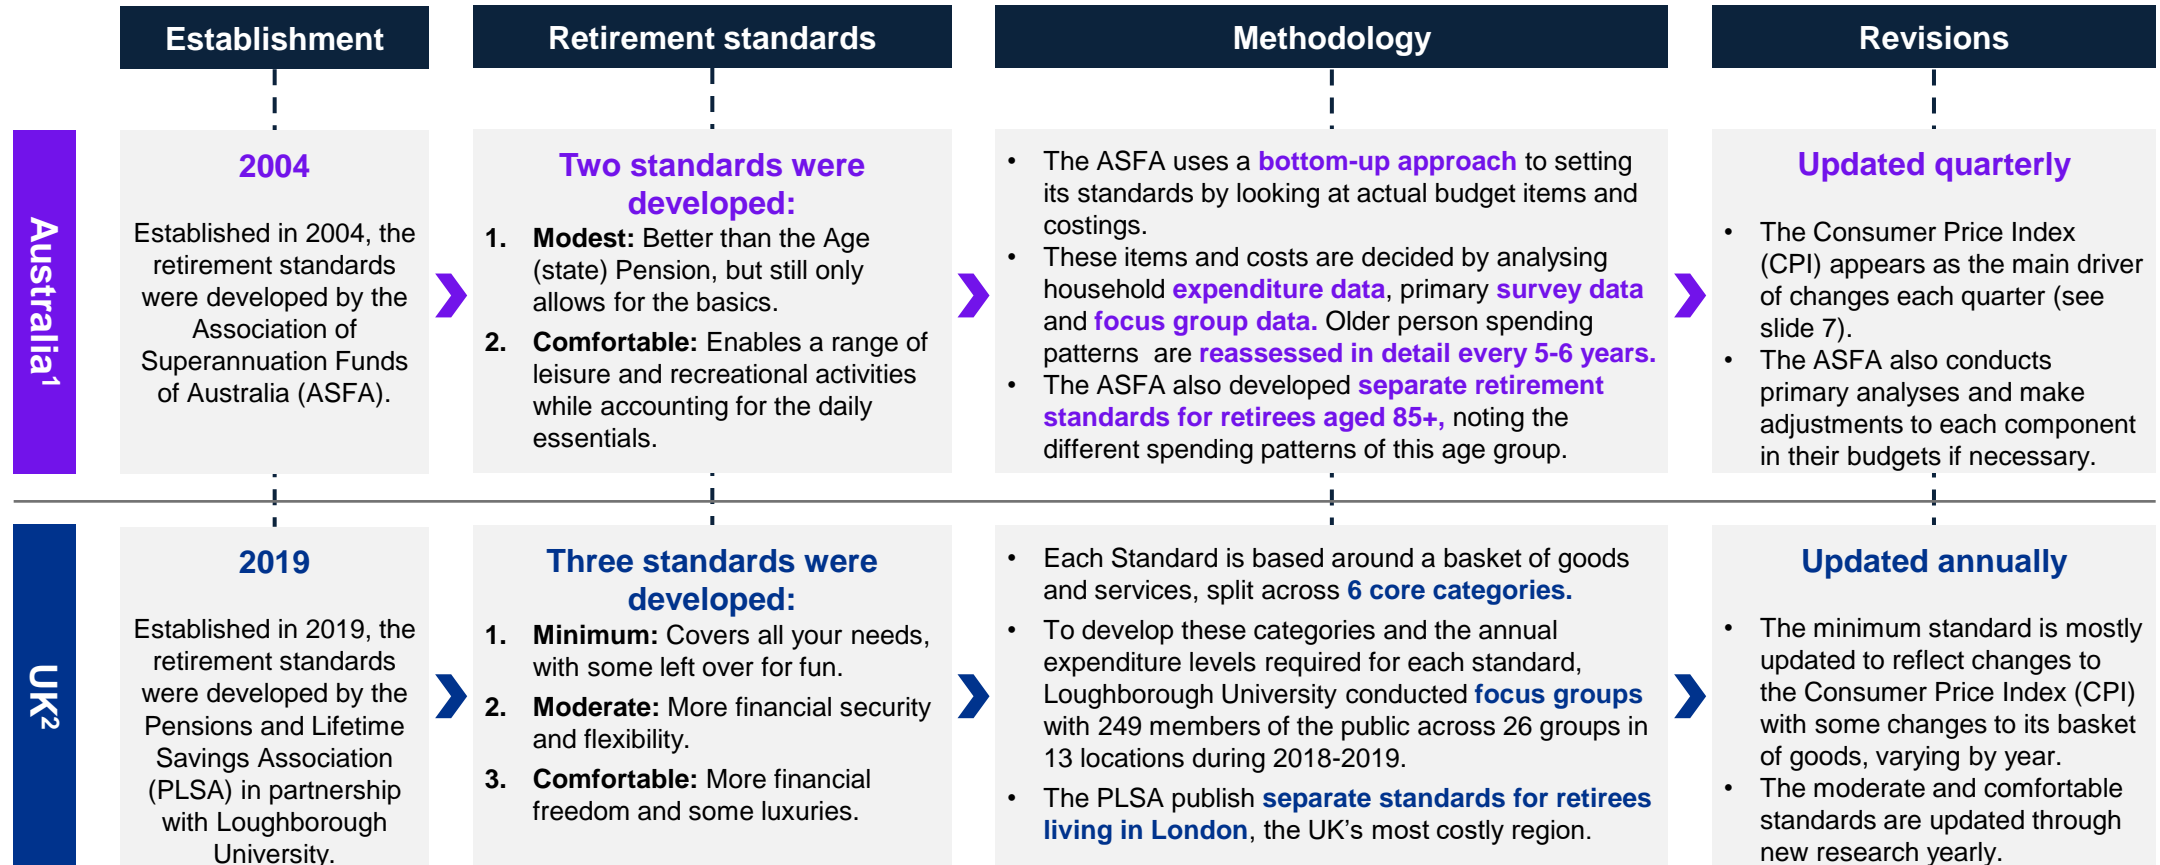 Establishment
Retirement standards
Methodology
Revisions
Australia1
2004
Established in 2004, the
retirement standards
were developed by the
Association of
Superannuation Funds
of Australia (ASFA).
Two standards were
developed:
1. Modest: Better than the Age
(state) Pension, but still only
allows for the basics.
2. Comfortable: Enables a range of
leisure and recreational activities
while accounting for the daily
essentials.
• The ASFA uses a bottom-up approach to setting
its standards by looking at actual budget items and
costings.
• These items and costs are decided by analysing
household expenditure data, primary survey data
and focus group data. Older person spending
patterns are reassessed in detail every 5-6 years.
• The ASFA also developed separate retirement
standards for retirees aged 85+, noting the
different spending patterns of this age group.
Updated quarterly
• The Consumer Price Index
(CPI) appears as the main driver
of changes each quarter (see
slide 7).
• The ASFA also conducts
primary analyses and make
adjustments to each component
in their budgets if necessary.
UK2
2019
Established in 2019, the
retirement standards
were developed by the
Pensions and Lifetime
Savings Association
(PLSA) in partnership
with Loughborough
University.
Three standards were
developed:
1. Minimum: Covers all your needs,
with some left over for fun.
2. Moderate: More financial security
and flexibility.
3. Comfortable: More financial
freedom and some luxuries.
• Each Standard is based around a basket of goods
and services, split across 6 core categories.
• To develop these categories and the annual
expenditure levels required for each standard,
Loughborough University conducted focus groups
with 249 members of the public across 26 groups in
13 locations during 2018-2019.
• The PLSA publish separate standards for retirees
living in London, the UK’s most costly region.
Updated annually
• The minimum standard is mostly
updated to reflect changes to
the Consumer Price Index (CPI)
with some changes to its basket
of goods, varying by year.
• The moderate and comfortable
standards are updated through
new research yearly.